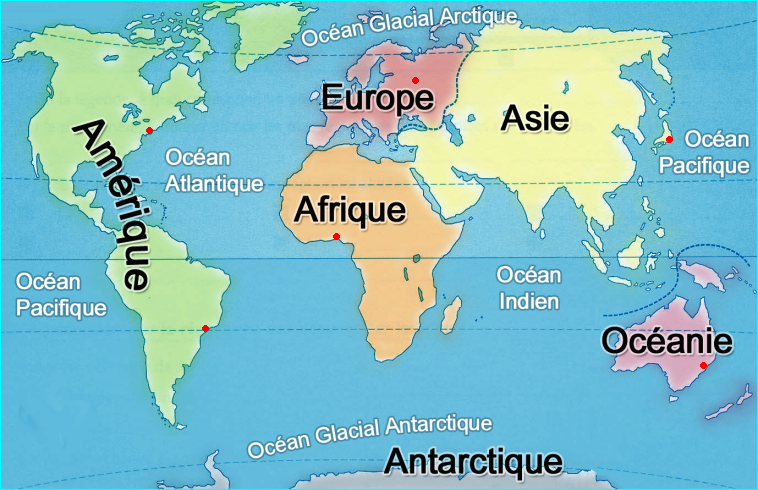 Océan Glacial Arctique
Europe
Asie
Amérique
Océan
Atlantique
Océan
Pacifique
Afrique
Océan
Pacifique
Océan
Indien
Océanie
Océan Glacial Antarctique
Antarctique